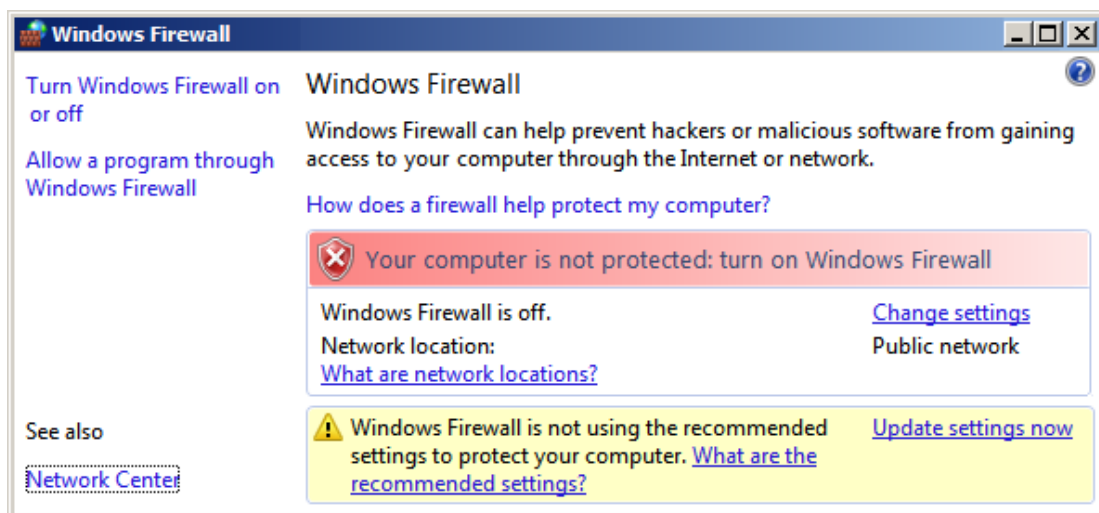 Windows Firewall
Turn Windows Firewall on
or off
Allow a program through
Windows Firewall
See also
Network Center
Windows Firewall
Windows Firewall can help prevent hackers or malicious software from gaining
access to your computer through the Internet or network.
How does a firewall help protect my computer?
Your computer is not protected: turn on Windows Firewall
Windows Firewall is off. Change settings
Network location: Public network
What are network locations?
Windows Firewall is not using the recommended Update settings now
settings to protect your computer. What are the
recommended settings?